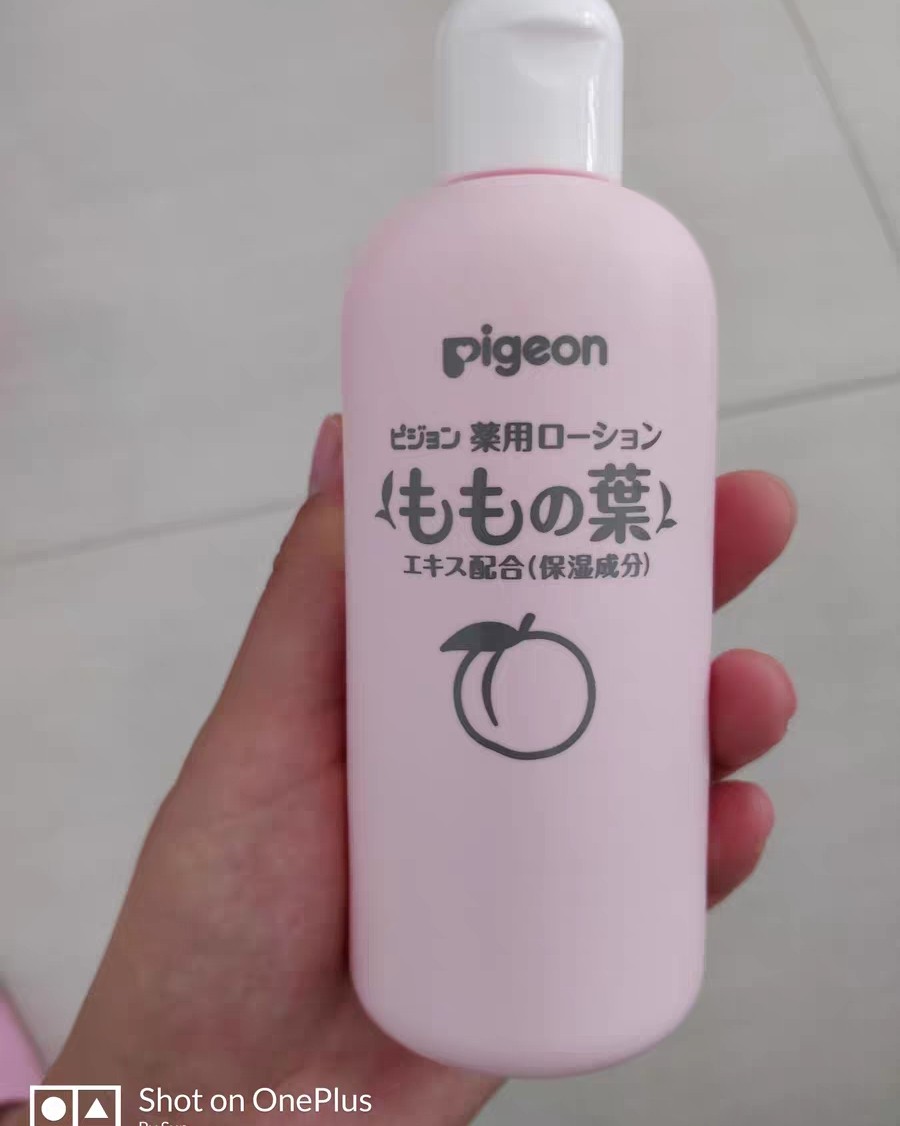 pigeon
ピジョン 薬用ローション
ももの葉
エキス配合(保湿成分)
Shot on OnePlus